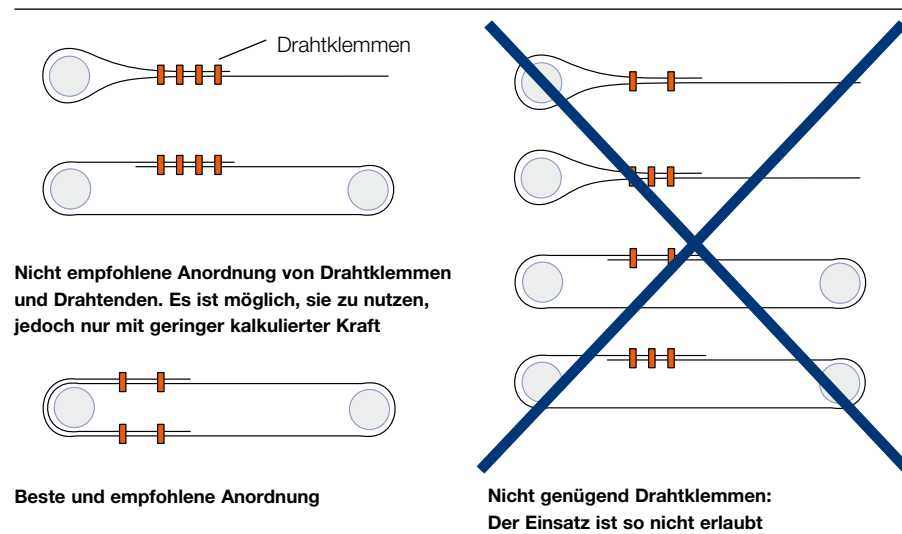 Drahtklemmen
Nicht empfohlene Anordnung von Drahtklemmen
und Drahtenden. Es ist möglich, sie zu nutzen,
jedoch nur mit geringer kalkulierter Kraft
Beste und empfohlene Anordnung
Nicht genügend Drahtklemmen:
Der Einsatz ist so nicht erlaubt